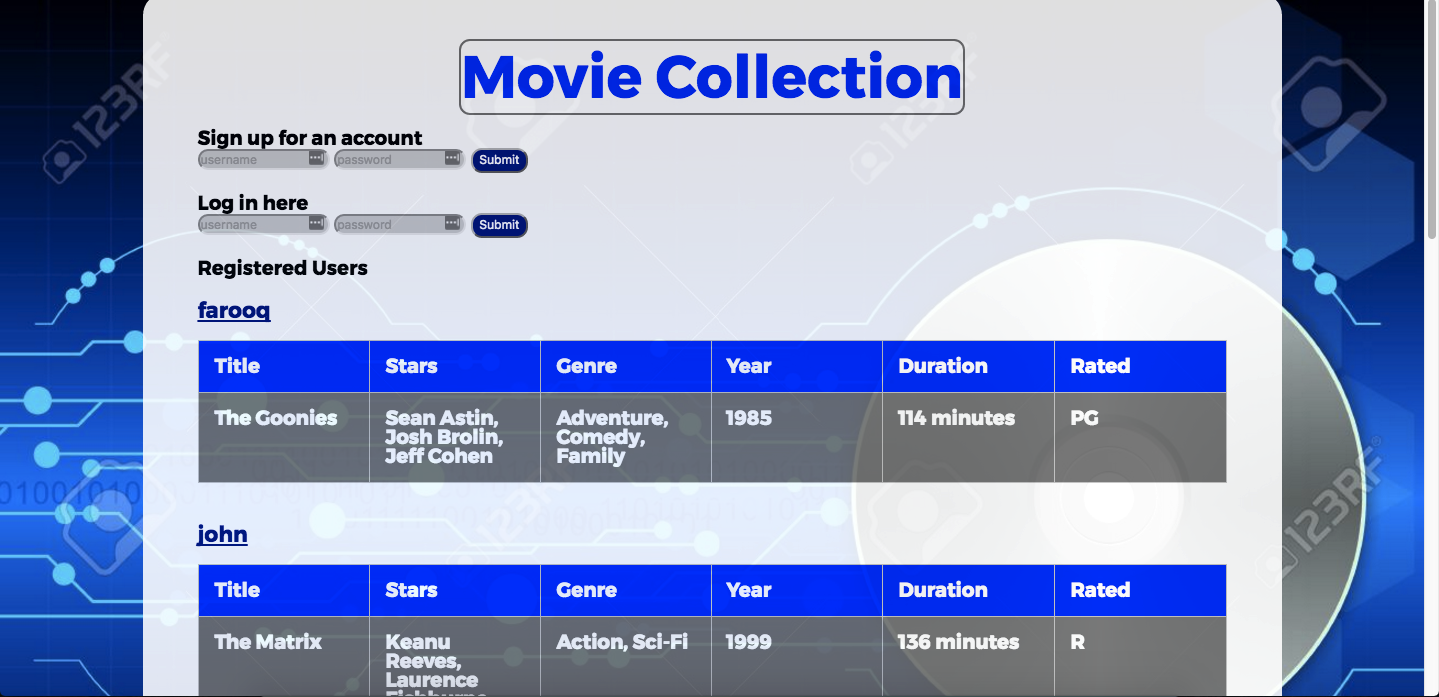 Movie Collection
Sign up for an account
username password Submit
Log in here
username password Submit
Registered Users
farooq
Title Stars Genre Year Duration Rated
The Goonies Sean Astin, Adventure, 1985 114 minutes PG
Josh Brolin, Comedy,
Jeff Cohen Family
john
Title Stars Genre Year Duration Rated
The Matrix Keanu Action, Sci-Fi 1999 136 minutes R
Reeves,
Laurence
Fishburne
123RF
123RF
123RF